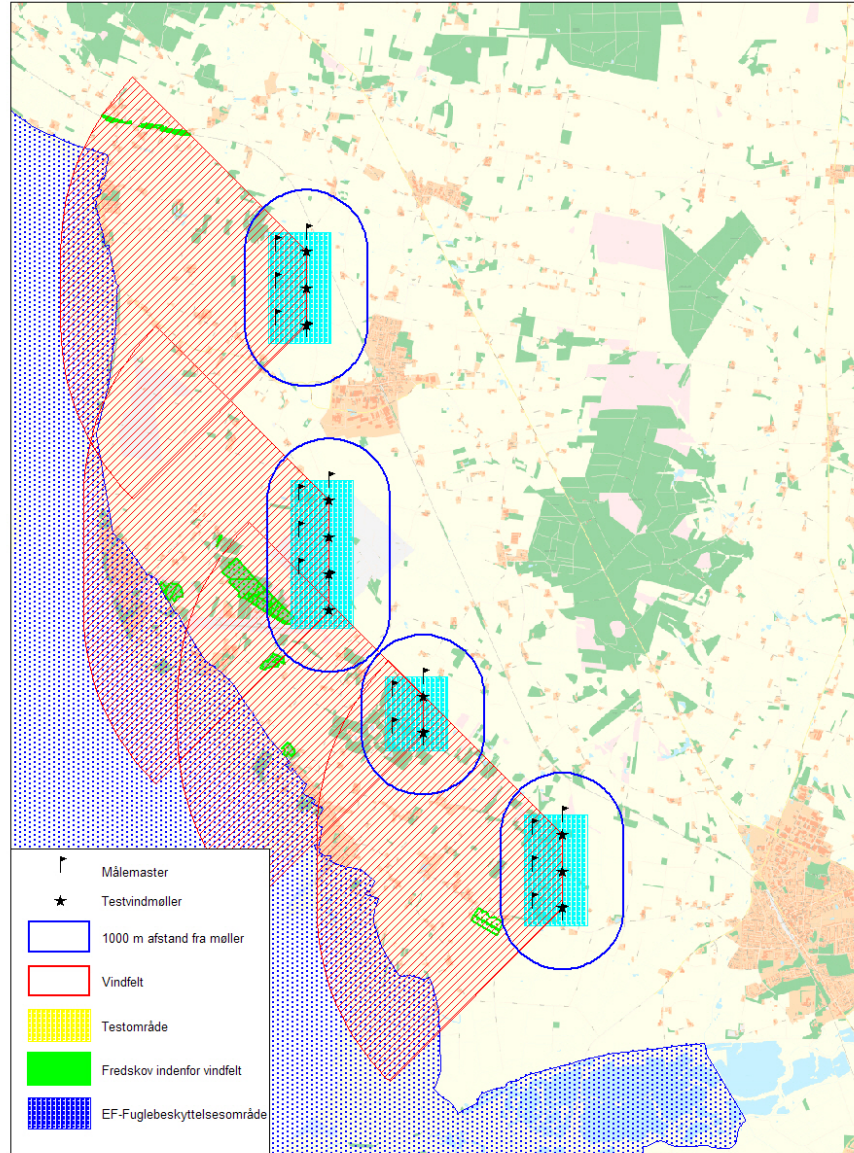 Målemaster
Testvindmøller
1000 m afstand fra møller
Vindfelt
Testområde
Fredskov indenfor vindfelt
EF-Fuglebeskyttelsesområde